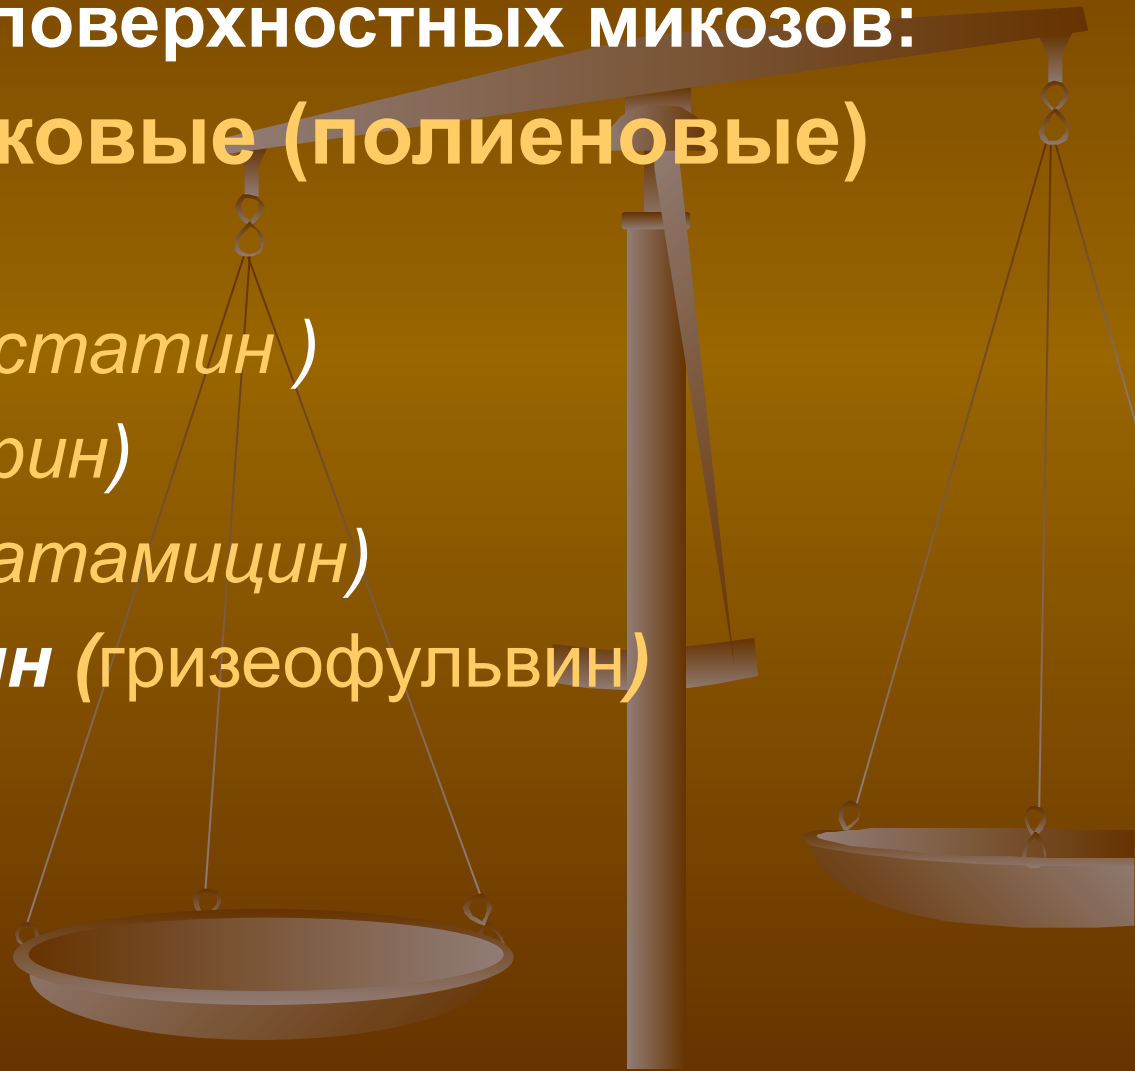 поверхностных микозов:
ковые (полиеновые)
статин )
рин)
атамицин)
ин (гризеофульвин)